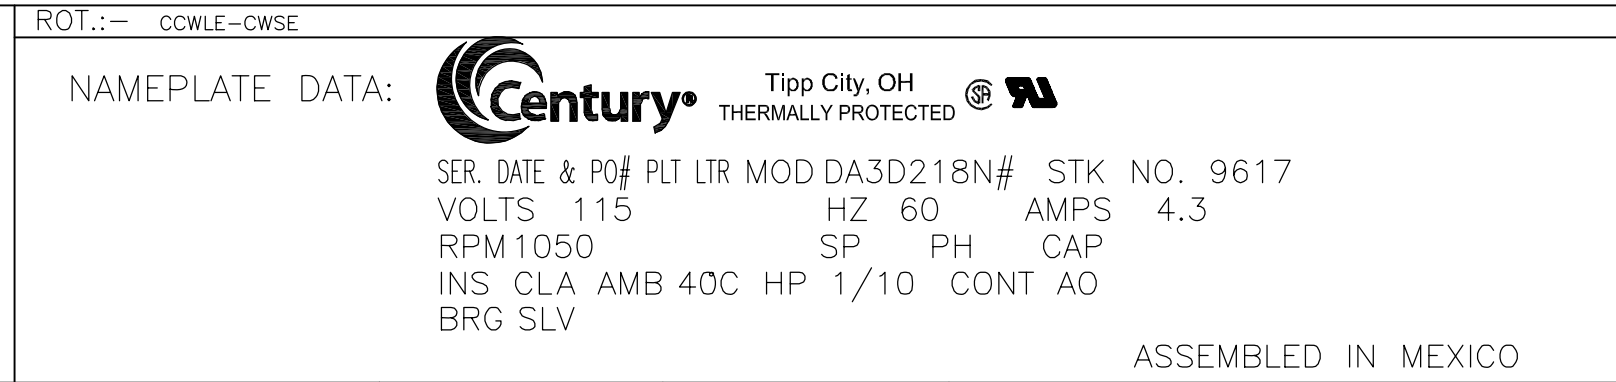 ROT.:– CCWLE–CWSE
NAMEPLATE DATA:
Century®
Tipp City, OH
THERMALLY PROTECTED
SA
SER. DATE & PO# PLT LTR MOD DA3D218N# STK NO. 9617
VOLTS 115 HZ 60 AMPS 4.3
RPM 1050 SP PH CAP
INS CLA AMB 40°C HP 1/10 CONT AO
BRG SLV
ASSEMBLED IN MEXICO